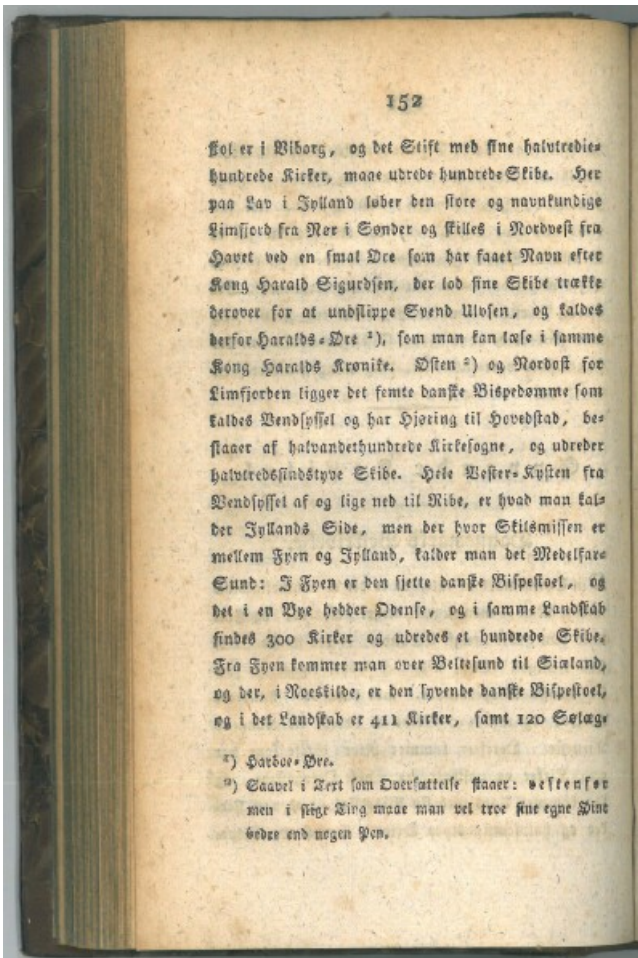 152
stol er i Viborg, og det Stift med sine halvtredie=
hundrede Kirker, maae udrede hundrede Skibe. Her
paa Lav i Jylland løber den store og navnkundige
Limfjord fra Nør i Sønder og skilles i Nordvest fra
Havet ved en smal Øre som har faaet Navn efter
Kong Harald Sigurdsen, der lod sine Skibe trække
derover for at undslippe Svend Ulvsen, og kaldes
derfor Haralds=Øre ¹), som man kan læse i samme
Kong Haralds Krønike. Østen ²) og Nordost for
Limfjorden ligger det femte danske Bispedømme som
kaldes Vendsyssel og har Hjøring til Hovedstad, be=
staaer af halvandethundrede Kirkesogne, og udreder
halvtredssindstyve Skibe. Hele Vester=Kysten fra
Vendsyssel af og lige ned til Ribe, er hvad man kal=
der Jyllands Side, men der hvor Skilsmissen er
mellem Fyen og Jylland, kalder man det Medelfar=
Sund: I Fyen er den sjette danske Bispestoel, og
det i en Bye hedder Odense, og i samme Landskab
findes 300 Kirker og udredes et hundrede Skibe.
Fra Fyen kommer man over Beltesund til Siæland,
og der, i Roeskilde, er den syvende danske Bispestoel,
og i det Landskab er 411 Kirker, samt 120 Sølæg=
¹) Harboe=Øre.
²) Saavel i Text som Oversættelse staaer: vestenfor
men i slige Ting maae man vel troe sine egne Øine
bedre end nogen Pen.